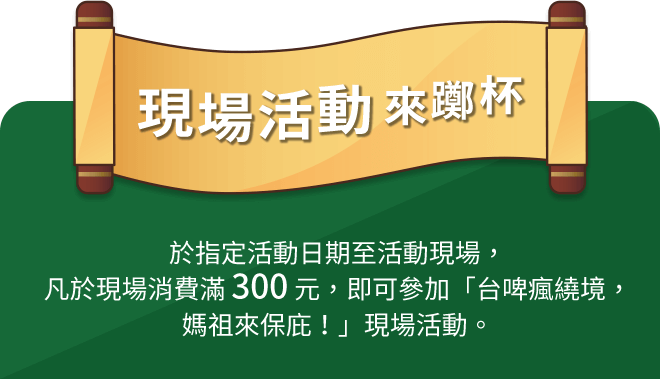 現場活動 來躑杯
於指定活動日期至活動現場，
凡於現場消費滿 300 元，即可參加「台啤瘋繞境，
媽祖來保庇！」現場活動。